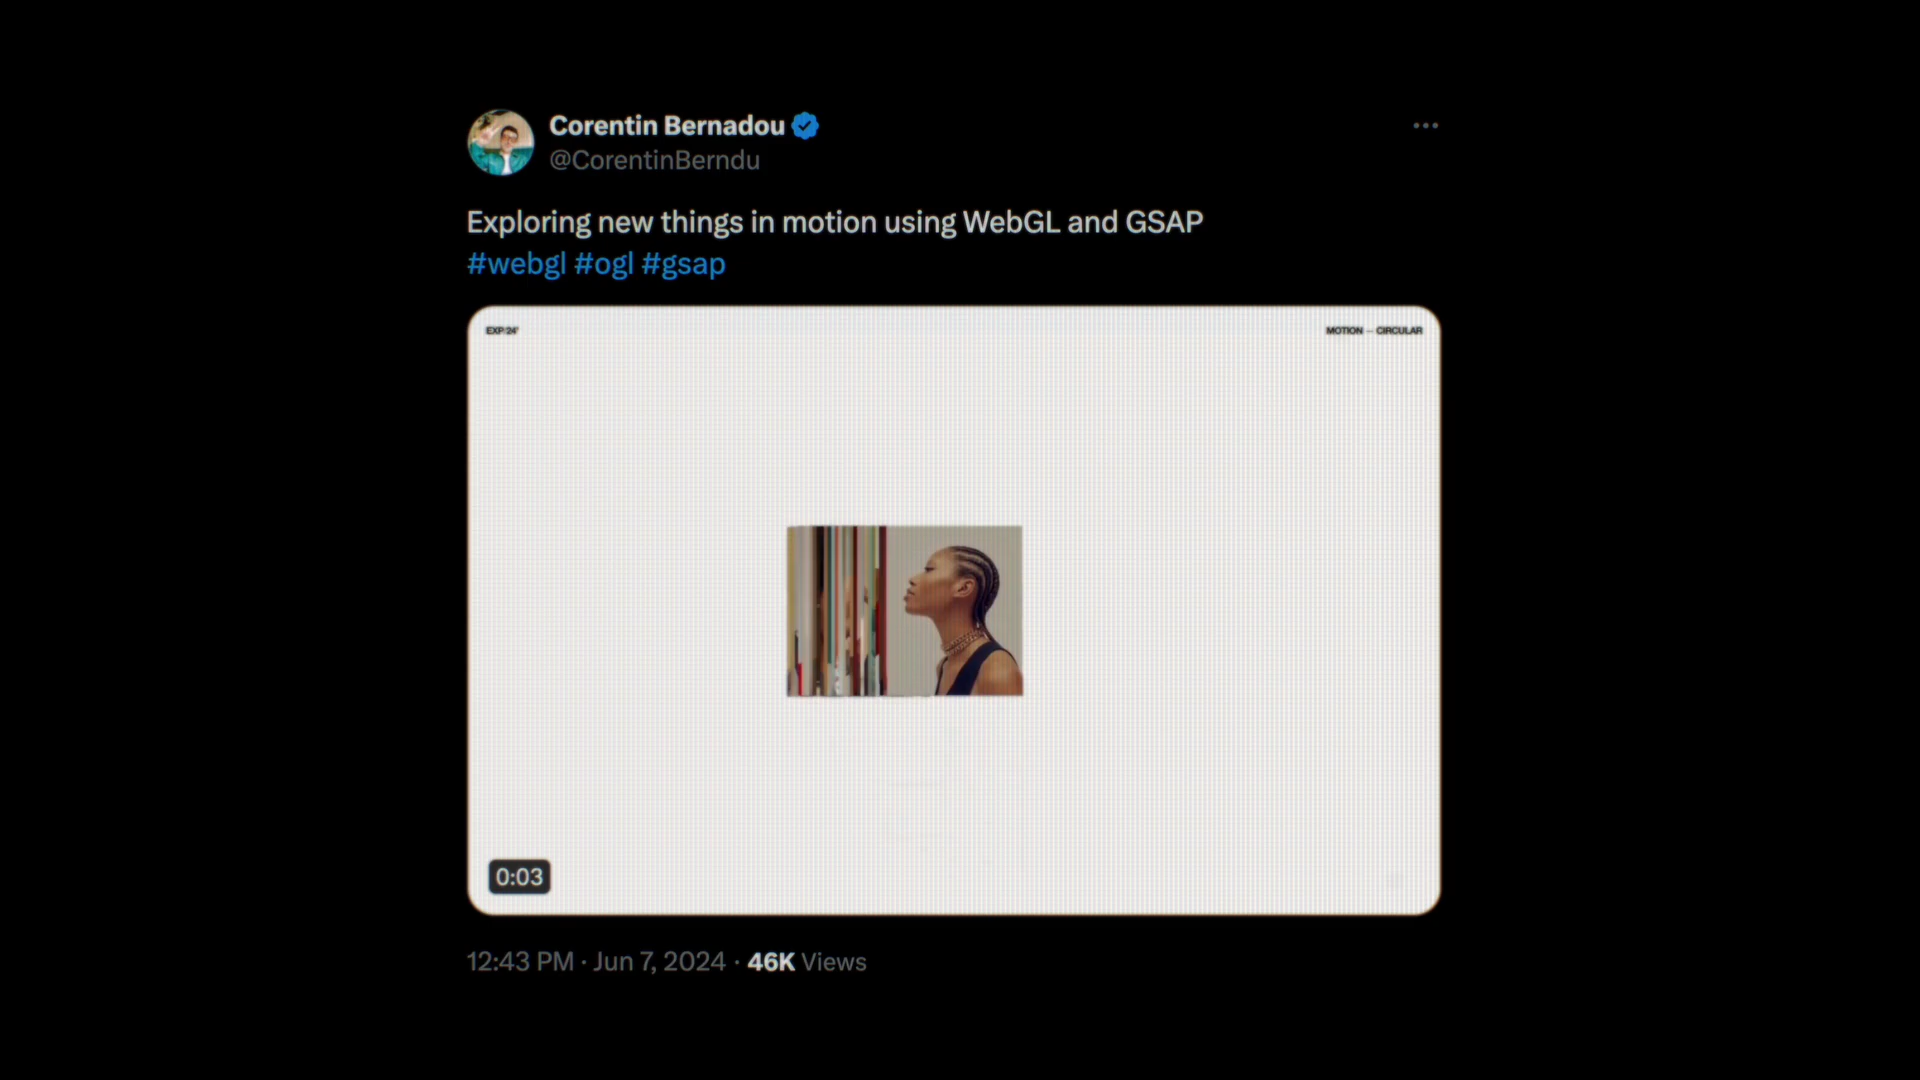 Corentin Bernadou
@CorentinBerndu
Exploring new things in motion using WebGL and GSAP
#webgl #ogl #gsap
EXP:24'
MOTION — CIRCULAR
0:03
12:43 PM · Jun 7, 2024 · 46K Views